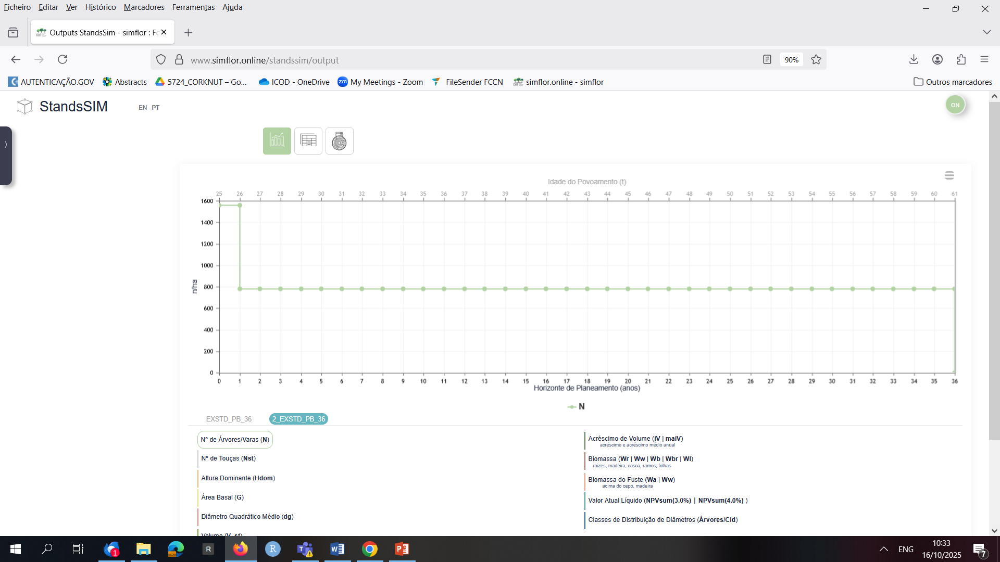 Ficheiro Editar Ver Histórico Marcadores Ferramentas Ajuda
Outputs StandsSim - simflor : Fo
www.simflor.online/standssim/output
90%
AUTENTICAÇÃO.GOV Abstracts 5724_CORKNUT – Go... ICOD - OneDrive zm My Meetings - Zoom FileSender FCCN simflor.online - simflor Outros marcadores
StandsSIM EN PT ON
Idade do Povoamento (t)
25 26 27 28 29 30 31 32 33 34 35 36 37 38 39 40 41 42 43 44 45 46 47 48 49 50 51 52 53 54 55 56 57 58 59 60 61
1600
1400
1200
1000
n/ha
800
600
400
200
0
0 1 2 3 4 5 6 7 8 9 10 11 12 13 14 15 16 17 18 19 20 21 22 23 24 25 26 27 28 29 30 31 32 33 34 35 36
Horizonte de Planeamento (anos)
N
EXSTD_PB_36 2_EXSTD_PB_36
Nº de Árvores/Varas (N)
Nº de Touças (Nst)
Altura Dominante (Hdom)
Área Basal (G)
Diâmetro Quadrático Médio (dg)
Volume (V_st)
Acréscimo de Volume (iV | maiV)
acréscimo e acréscimo médio anual
Biomassa (Wr | Ww | Wb | Wbr | Wl)
raizes, madeira, casca, ramos, folhas
Biomassa do Fuste (Wa | Ww)
acima do cepo, madeira
Valor Atual Líquido (NPVsum(3.0%) | NPVsum(4.0%) )
Classes de Distribuição de Diâmetros (Árvores/Cld)
1 R R W P ENG
10:33
16/10/2025
7